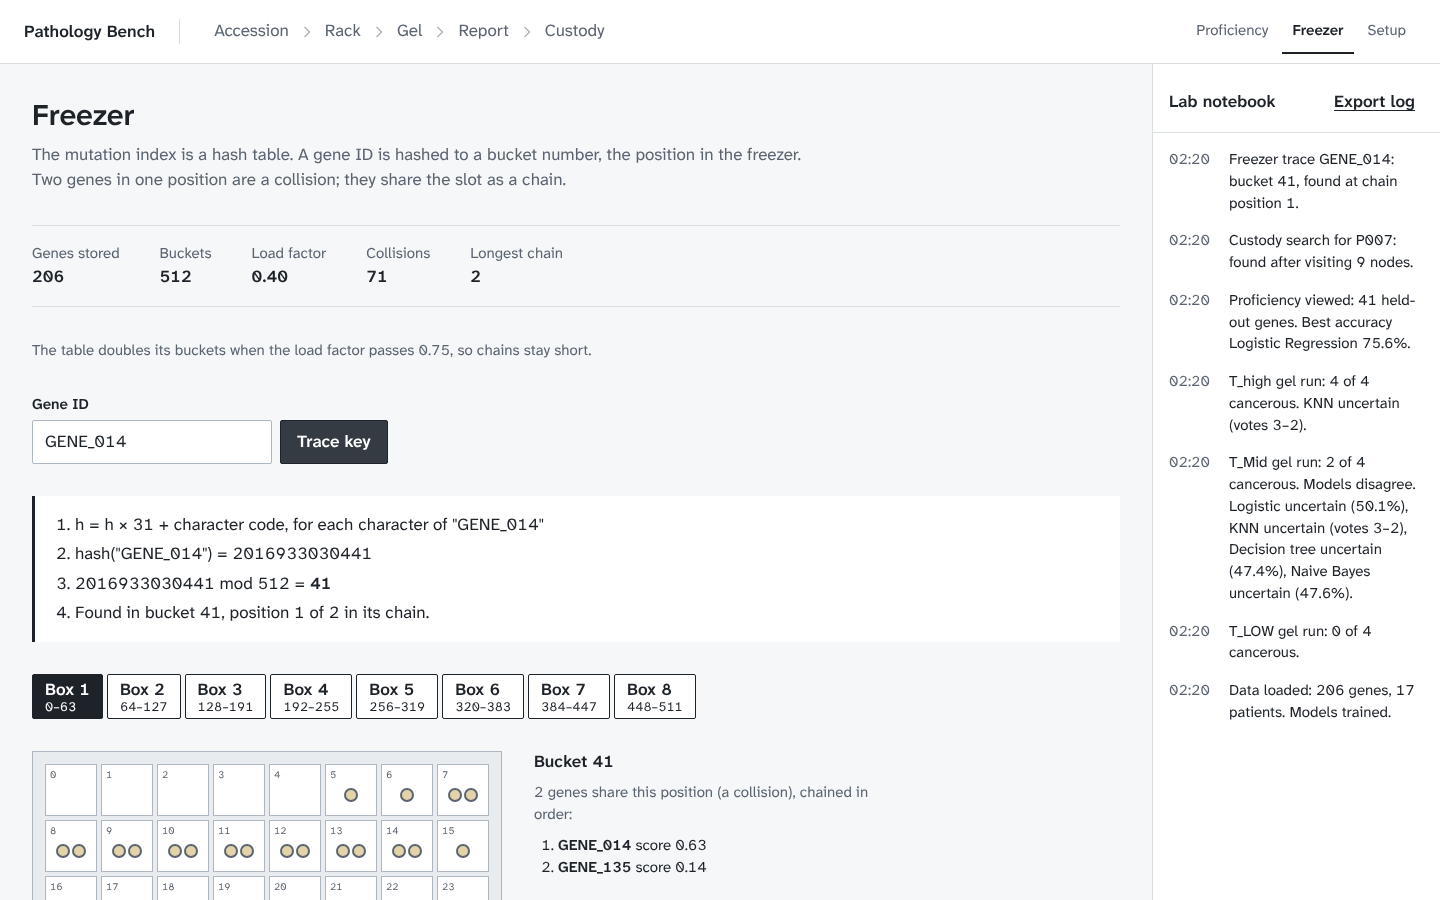 Pathology Bench
Accession
Rack
Gel
Report
Custody
Proficiency
Freezer
Setup
Freezer
The mutation index is a hash table. A gene ID is hashed to a bucket number, the position in the freezer.
Two genes in one position are a collision; they share the slot as a chain.
Genes stored
206
Buckets
512
Load factor
0.40
Collisions
71
Longest chain
2
The table doubles its buckets when the load factor passes 0.75, so chains stay short.
Gene ID
GENE_014
Trace key
1. h = h × 31 + character code, for each character of "GENE_014"
2. hash("GENE_014") = 2016933030441
3. 2016933030441 mod 512 = 41
4. Found in bucket 41, position 1 of 2 in its chain.
Box 1
0–63
Box 2
64–127
Box 3
128–191
Box 4
192–255
Box 5
256–319
Box 6
320–383
Box 7
384–447
Box 8
448–511
0 1 2 3 4 5 6 7
8 9 10 11 12 13 14 15
16 17 18 19 20 21 22 23
Bucket 41
2 genes share this position (a collision), chained in
order:
1. GENE_014 score 0.63
2. GENE_135 score 0.14
Lab notebook
Export log
02:20 Freezer trace GENE_014:
bucket 41, found at chain
position 1.
02:20 Custody search for P007:
found after visiting 9 nodes.
02:20 Proficiency viewed: 41 held-
out genes. Best accuracy
Logistic Regression 75.6%.
02:20 T_high gel run: 4 of 4
cancerous. KNN uncertain
(votes 3–2).
02:20 T_Mid gel run: 2 of 4
cancerous. Models disagree.
Logistic uncertain (50.1%),
KNN uncertain (votes 3–2),
Decision tree uncertain
(47.4%), Naive Bayes
uncertain (47.6%).
02:20 T_LOW gel run: 0 of 4
cancerous.
02:20 Data loaded: 206 genes, 17
patients. Models trained.